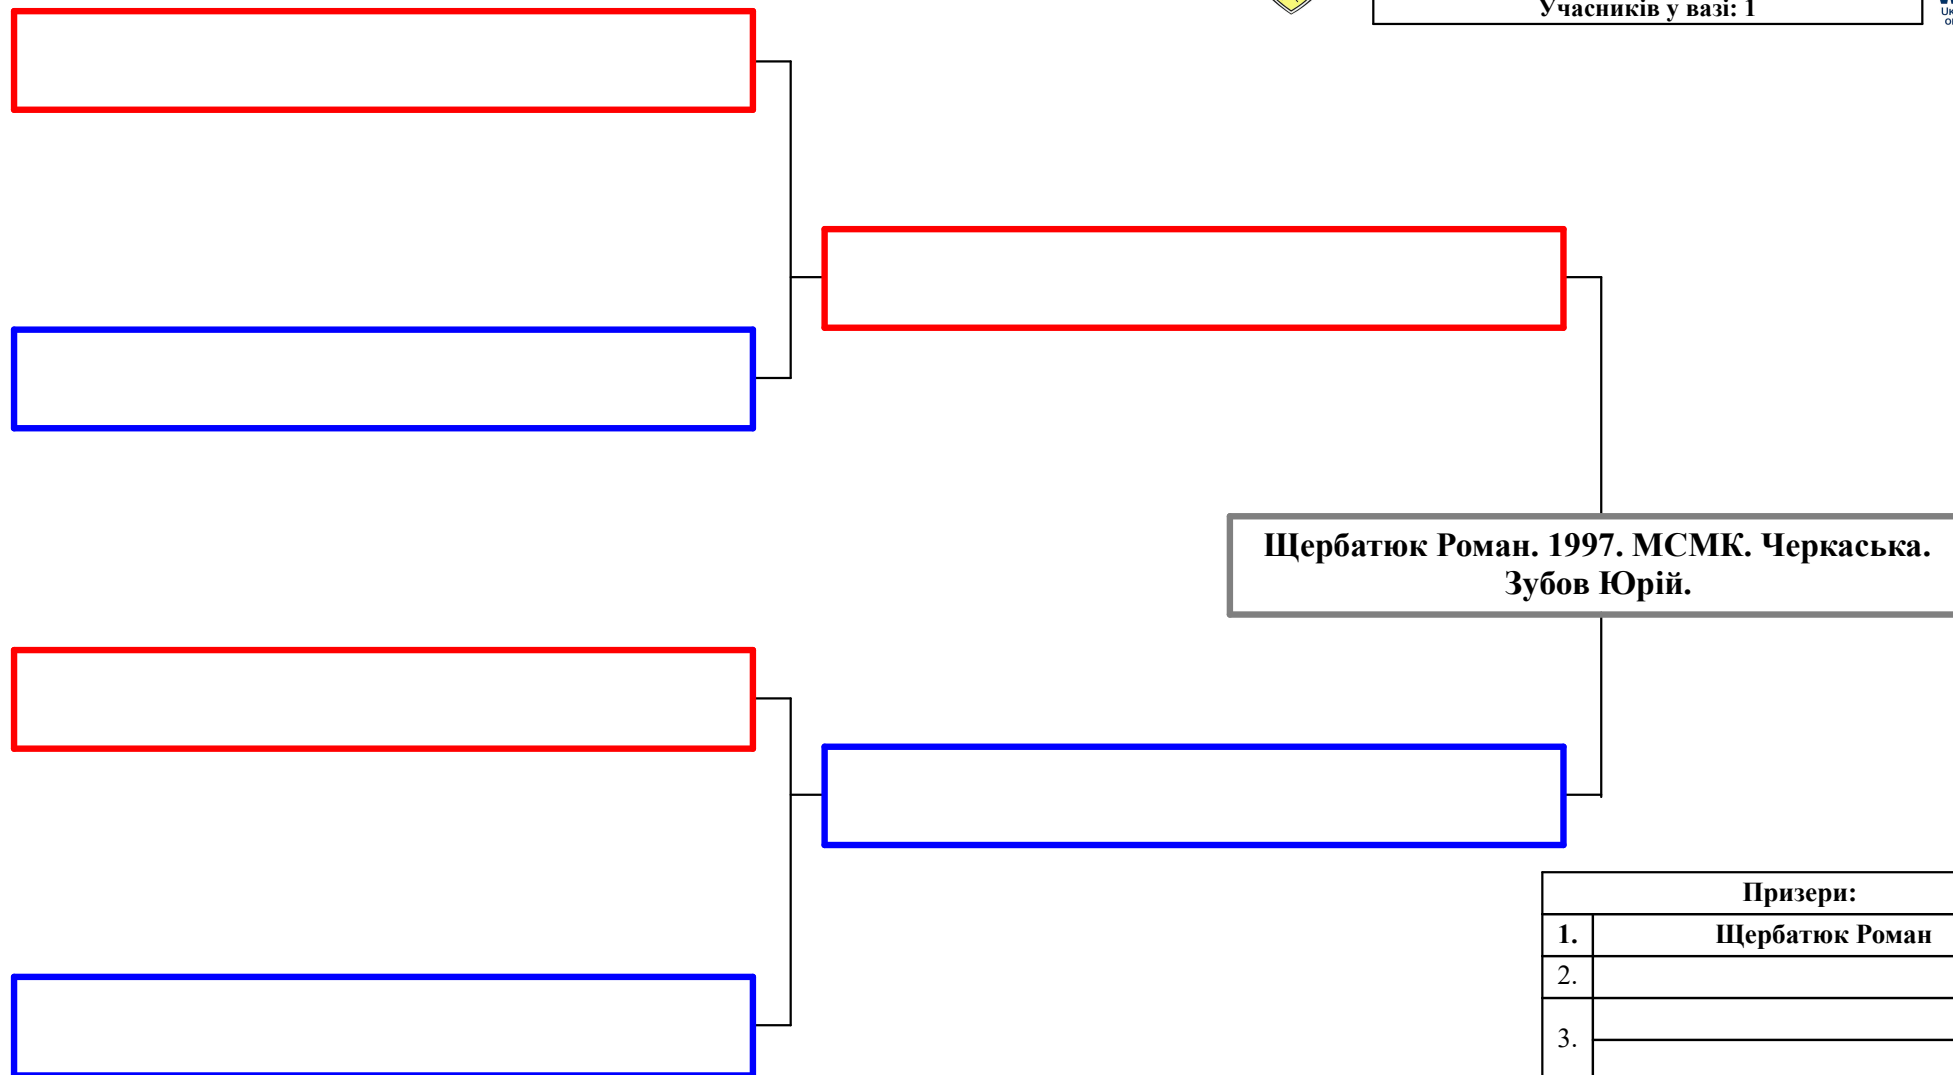 Учасників у вазі: 1
Щербатюк Роман. 1997. МСМК. Черкаська.
Зубов Юрій.
Призери:
1. Щербатюк Роман
2.
3.